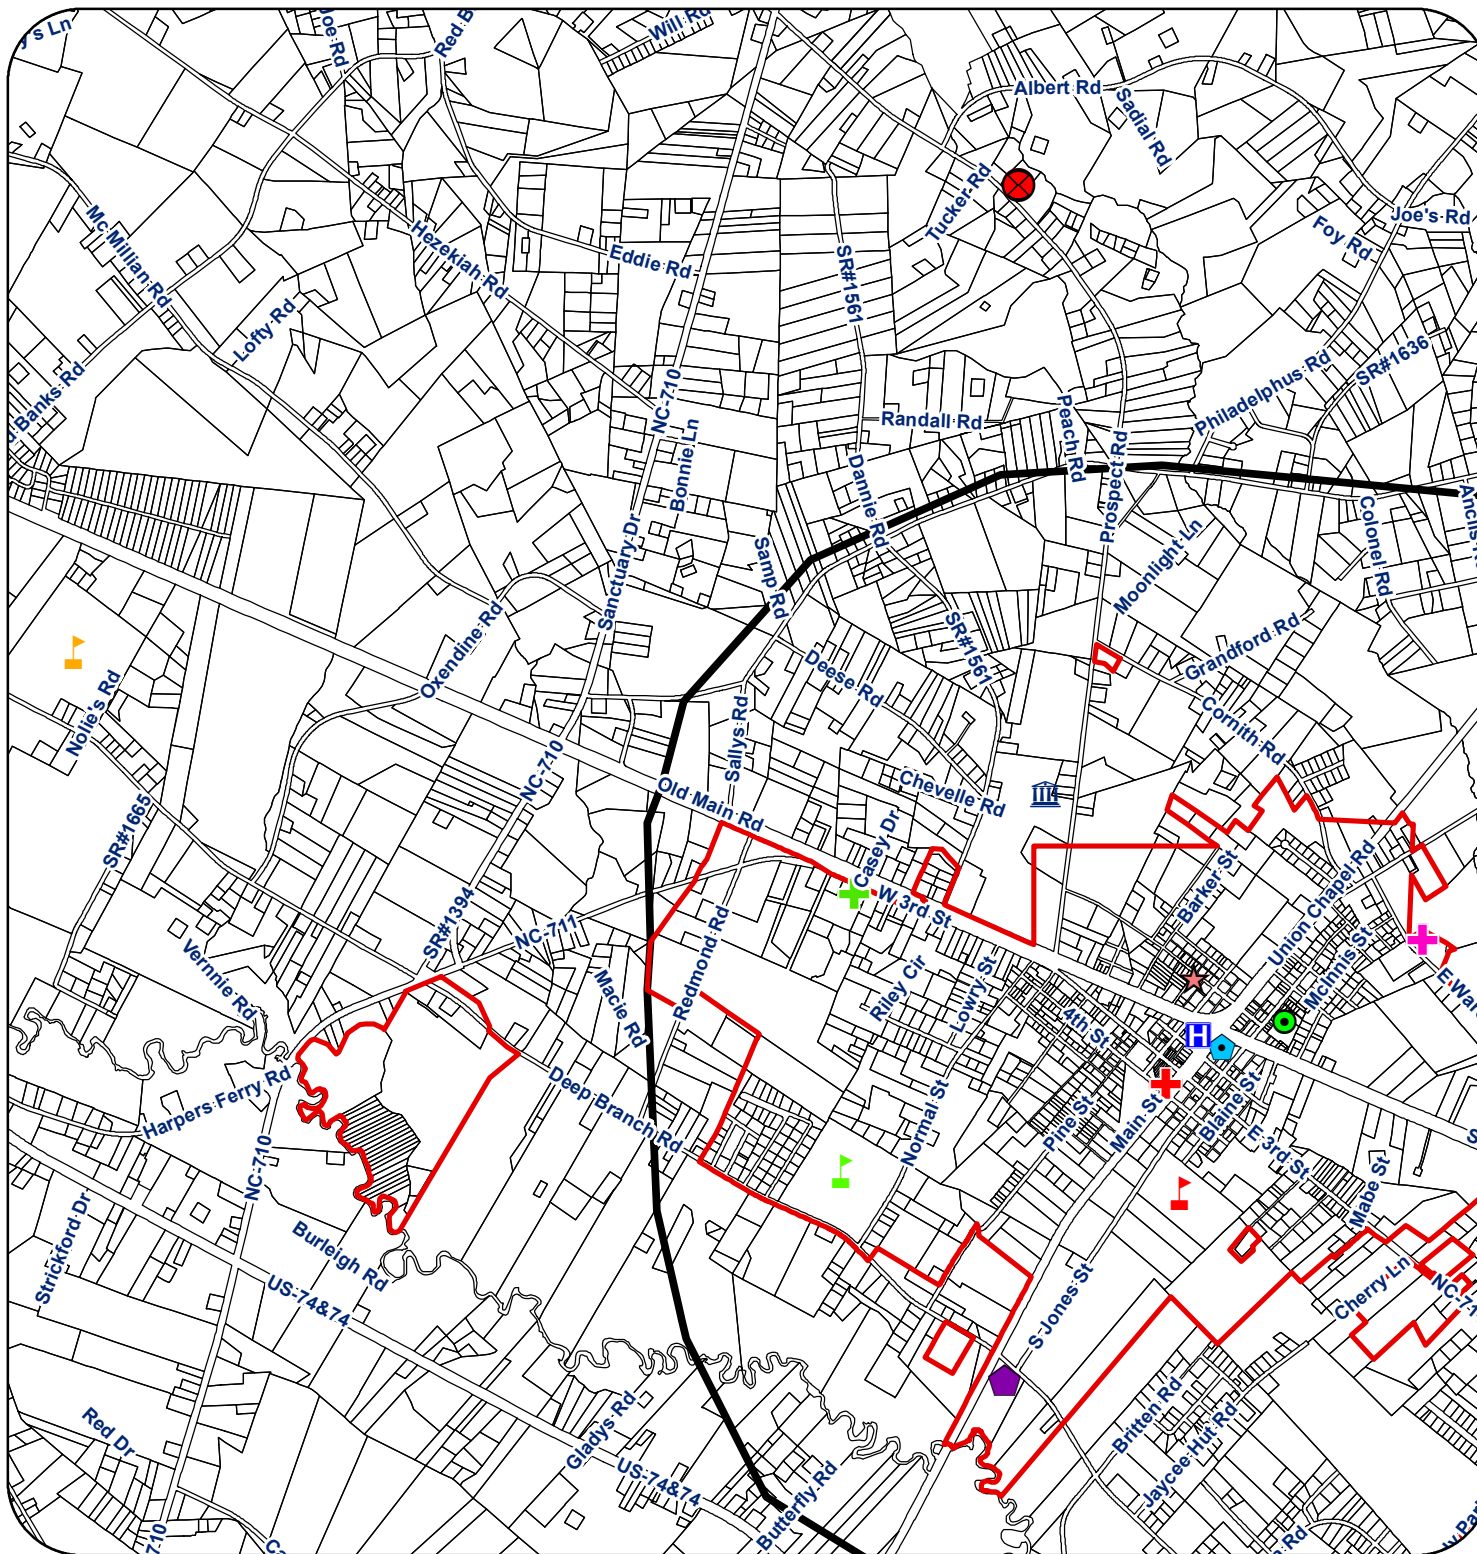 Joe Rd
Will Rd
Albert Rd
Sadial Rd
Tucker Rd
Joe's Rd
Foy Rd
Mc Millian Rd
Hezekiah Rd
Eddie Rd
SR#1561
Lofty Rd
Banks Rd
NC-710
Bonnie Ln
Randall Rd
Peach Rd
Prospect Rd
Philadelphus Rd
SR#1636
Dannie Rd
Colonel Rd
Moonlight Ln
Sanctuary Dr
Samp Rd
SR#1561
Grandford Rd
Oxendine Rd
Deese Rd
Nolie's Rd
Sallys Rd
Cornith Rd
NC-710
Old Main Rd
Chevelle Rd
SR#1665
Casey Dr
W 3rd St
Barker St
Union Chapel Rd
SR#1394
NC-711
Redmond Rd
Vernnie Rd
Macie Rd
Riley Cir
Lowry St
4th St
McInnis St
H
Harpers Ferry Rd
Deep Branch Rd
Normal St
Pine St
Main St
Blaine St
E 3rd St
NC-710
Strickford Dr
Burleigh Rd
US-74&74
Mabe St
Cherry Ln
S Jones St
Red Dr
Gladys Rd
US-74&74
Butterfly Rd
Britten Rd
Jaycee Hut Rd